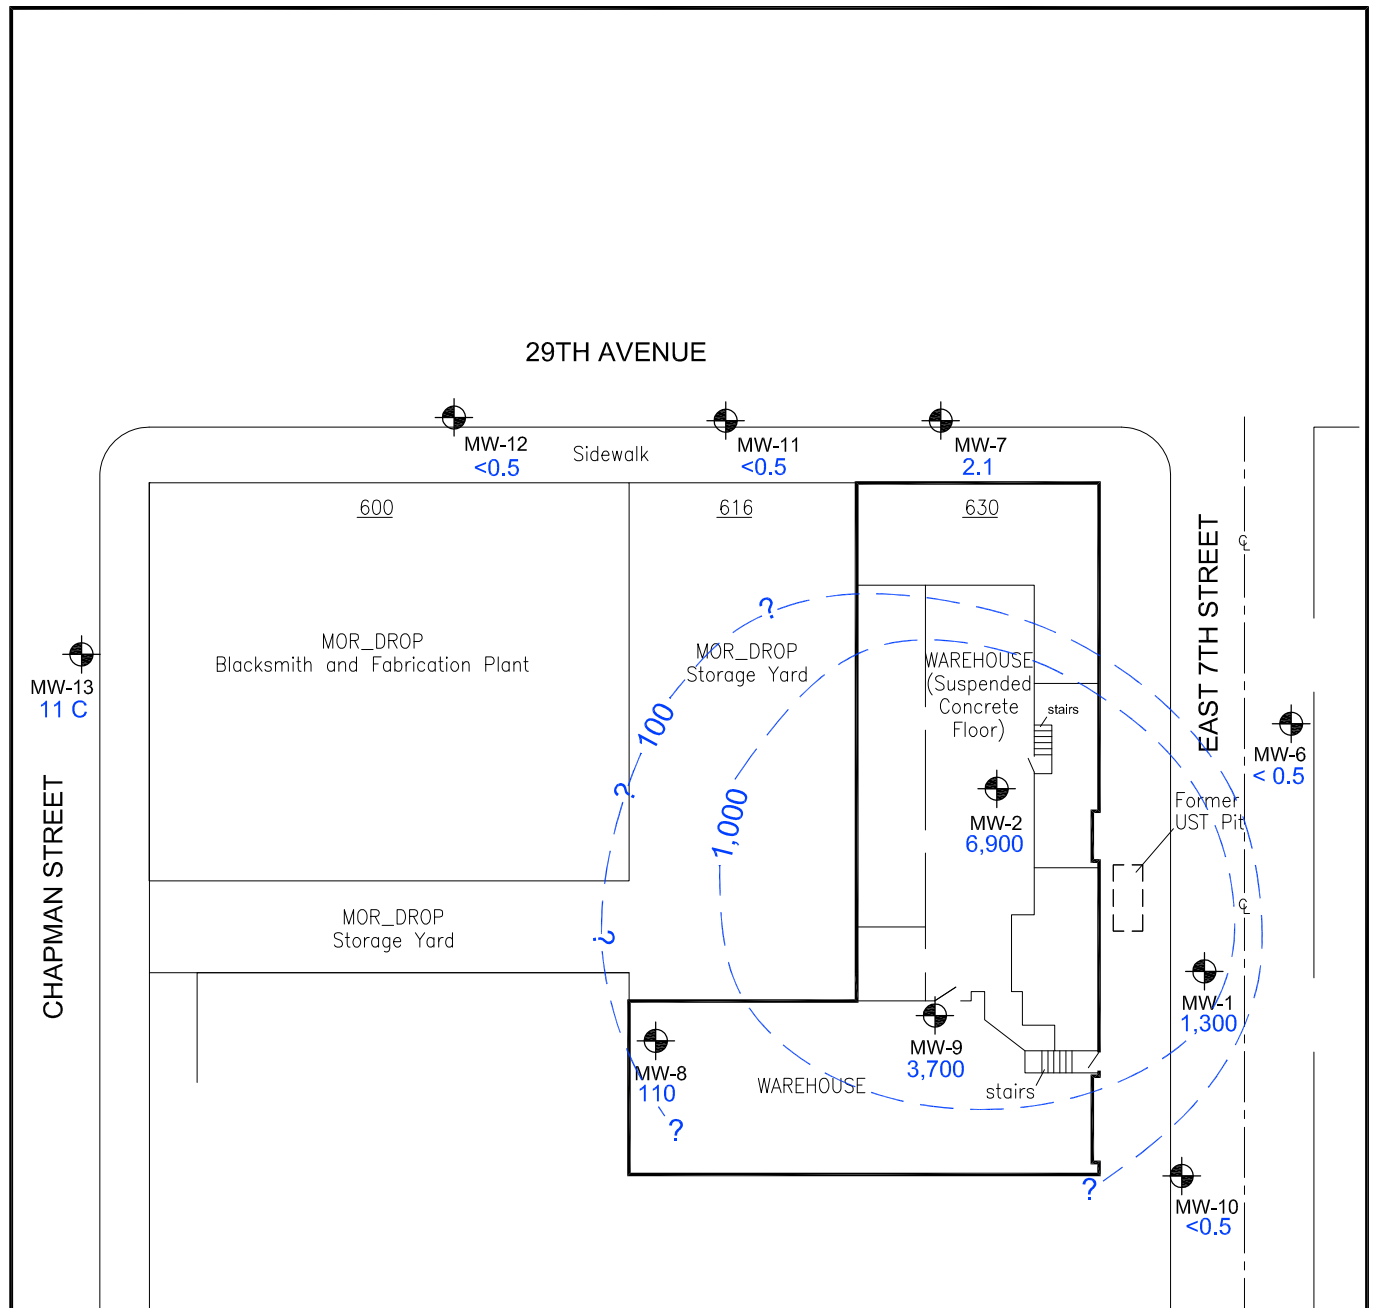 29TH AVENUE
MW-12
<0.5
Sidewalk
MW-11
<0.5
MW-7
2.1
600
616
630
EAST 7TH STREET
℄
?
MOR_DROP
Blacksmith and Fabrication Plant
MOR_DROP
Storage Yard
WAREHOUSE
(Suspended
Concrete
Floor)
stairs
MW-13
11 C
100
MW-6
< 0.5
?
1,000
MW-2
6,900
Former
UST Pit
CHAPMAN STREET
MOR_DROP
Storage Yard
?
℄
MW-1
1,300
MW-9
3,700
MW-8
110
WAREHOUSE
stairs
?
?
MW-10
<0.5